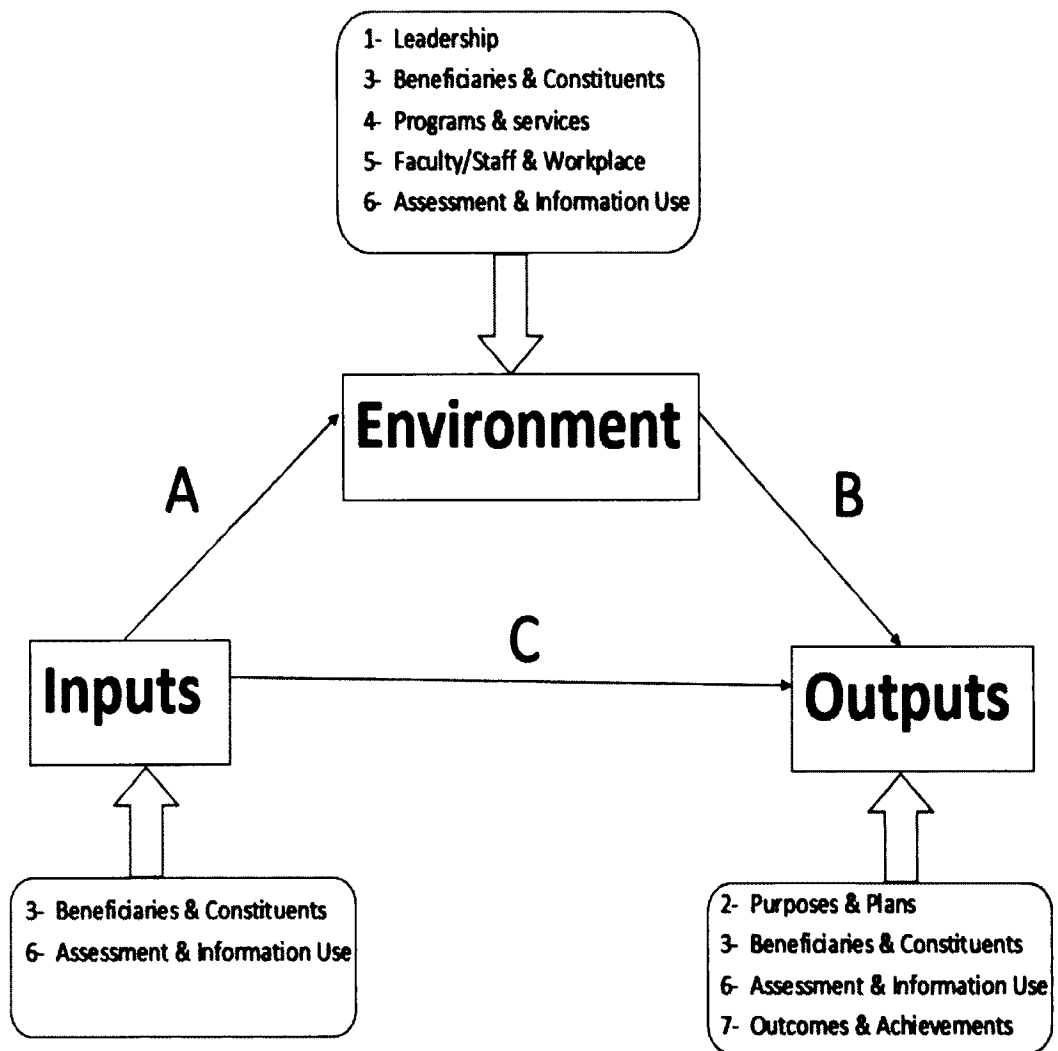 1- Leadership
3- Beneficiaries & Constituents
4- Programs & services
5- Faculty/Staff & Workplace
6- Assessment & Information Use
Environment
A
B
C
Inputs
Outputs
3- Beneficiaries & Constituents
6- Assessment & Information Use
2- Purposes & Plans
3- Beneficiaries & Constituents
6- Assessment & Information Use
7- Outcomes & Achievements